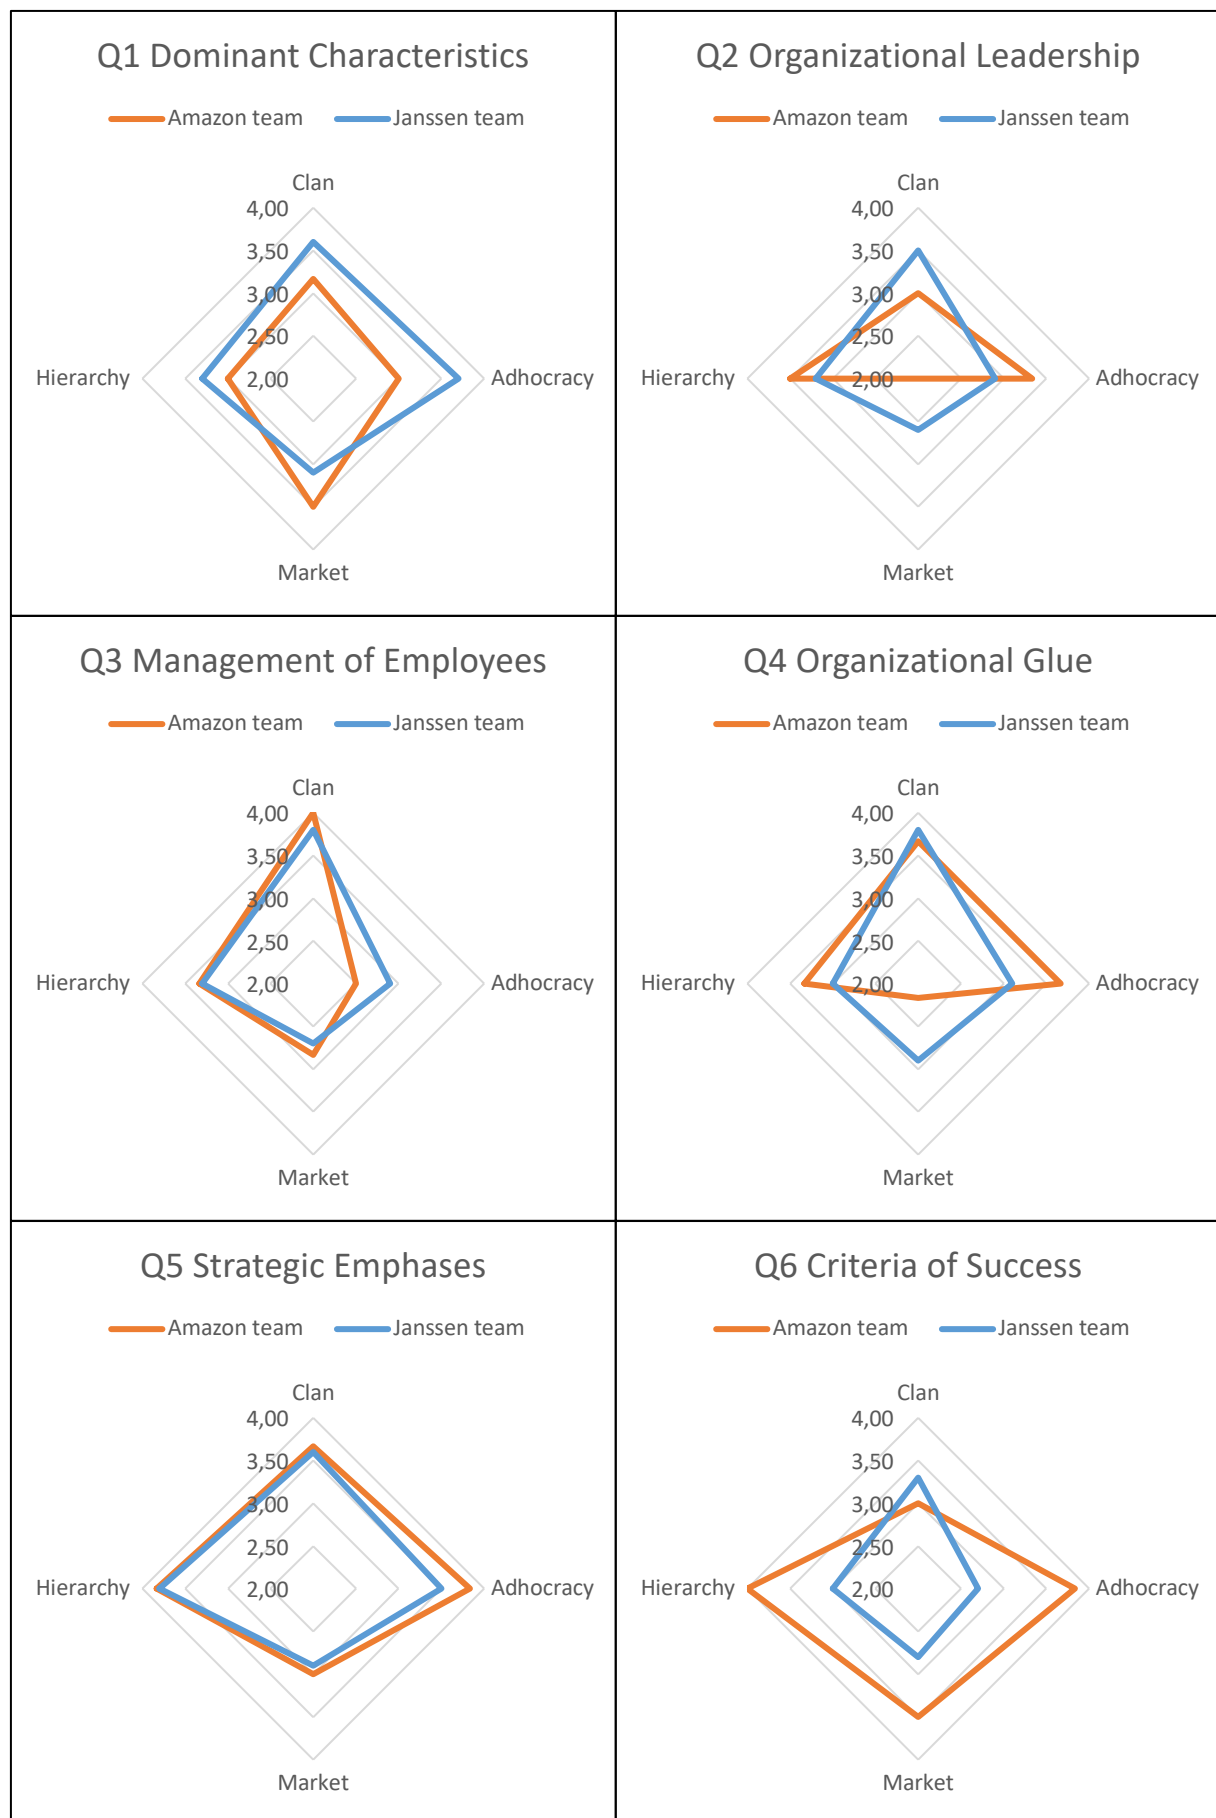 Q1 Dominant Characteristics
Amazon team Janssen team
Clan
4,00
3,50
3,00
2,50
Hierarchy 2,00 Adhocracy
Market
Q2 Organizational Leadership
Amazon team Janssen team
Clan
4,00
3,50
3,00
2,50
Hierarchy 2,00 Adhocracy
Market
Q3 Management of Employees
Amazon team Janssen team
Clan
4,00
3,50
3,00
2,50
Hierarchy 2,00 Adhocracy
Market
Q4 Organizational Glue
Amazon team Janssen team
Clan
4,00
3,50
3,00
2,50
Hierarchy 2,00 Adhocracy
Market
Q5 Strategic Emphases
Amazon team Janssen team
Clan
4,00
3,50
3,00
2,50
Hierarchy 2,00 Adhocracy
Market
Q6 Criteria of Success
Amazon team Janssen team
Clan
4,00
3,50
3,00
2,50
Hierarchy 2,00 Adhocracy
Market